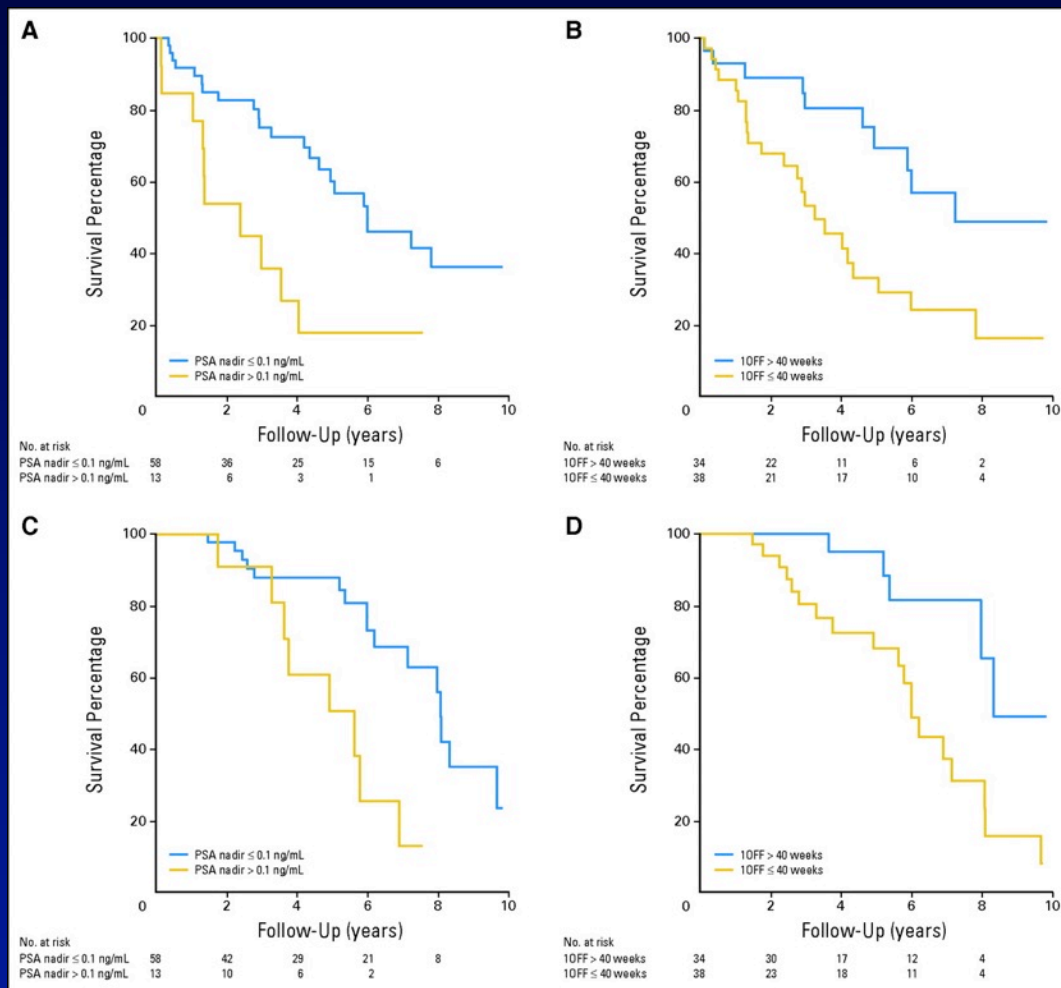 A
100
80
60
40
20
0
2
4
6
8
10
Survival Percentage
Follow-Up (years)
PSA nadir ≤ 0.1 ng/mL
PSA nadir > 0.1 ng/mL
No. at risk
PSA nadir ≤ 0.1 ng/mL 58 36 25 15 6
PSA nadir > 0.1 ng/mL 13 6 3 1
B
100
80
60
40
20
0
2
4
6
8
10
Survival Percentage
Follow-Up (years)
1OFF > 40 weeks
1OFF ≤ 40 weeks
No. at risk
1OFF > 40 weeks 34 22 11 6 2
1OFF ≤ 40 weeks 38 21 17 10 4
C
100
80
60
40
20
0
2
4
6
8
10
Survival Percentage
Follow-Up (years)
PSA nadir ≤ 0.1 ng/mL
PSA nadir > 0.1 ng/mL
No. at risk
PSA nadir ≤ 0.1 ng/mL 58 42 29 21 8
PSA nadir > 0.1 ng/mL 13 10 6 2
D
100
80
60
40
20
0
2
4
6
8
10
Survival Percentage
Follow-Up (years)
1OFF > 40 weeks
1OFF ≤ 40 weeks
No. at risk
1OFF > 40 weeks 34 30 17 12 4
1OFF ≤ 40 weeks 38 23 18 11 4